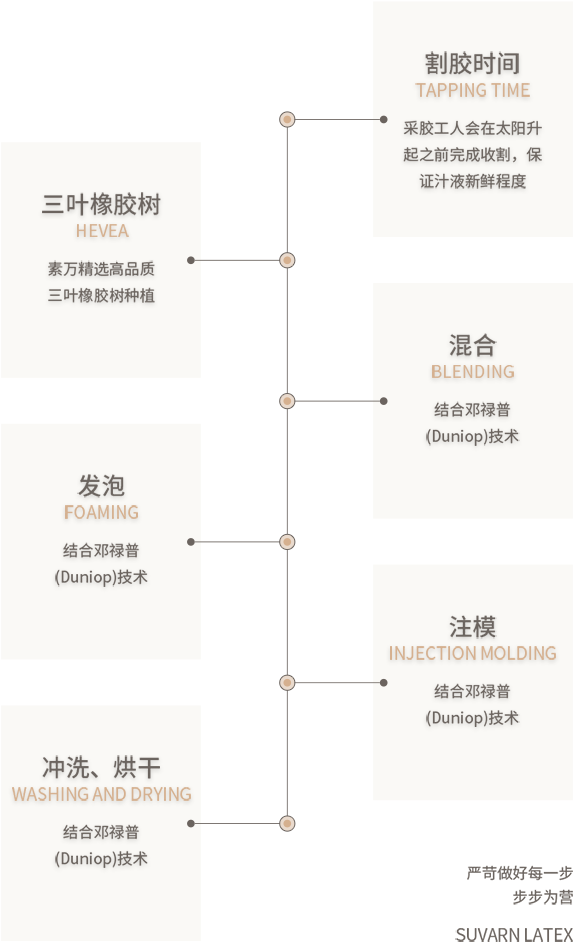 割胶时间
TAPPING TIME
采胶工人会在太阳升
起之前完成收割，保
证汁液新鲜程度
三叶橡胶树
HEVEA
素万精选高品质
三叶橡胶树种植
混合
BLENDING
结合邓禄普
(Duniop)技术
发泡
FOAMING
结合邓禄普
(Duniop)技术
注模
INJECTION MOLDING
结合邓禄普
(Duniop)技术
冲洗、烘干
WASHING AND DRYING
结合邓禄普
(Duniop)技术
严苛做好每一步
步步为营
SUVARN LATEX